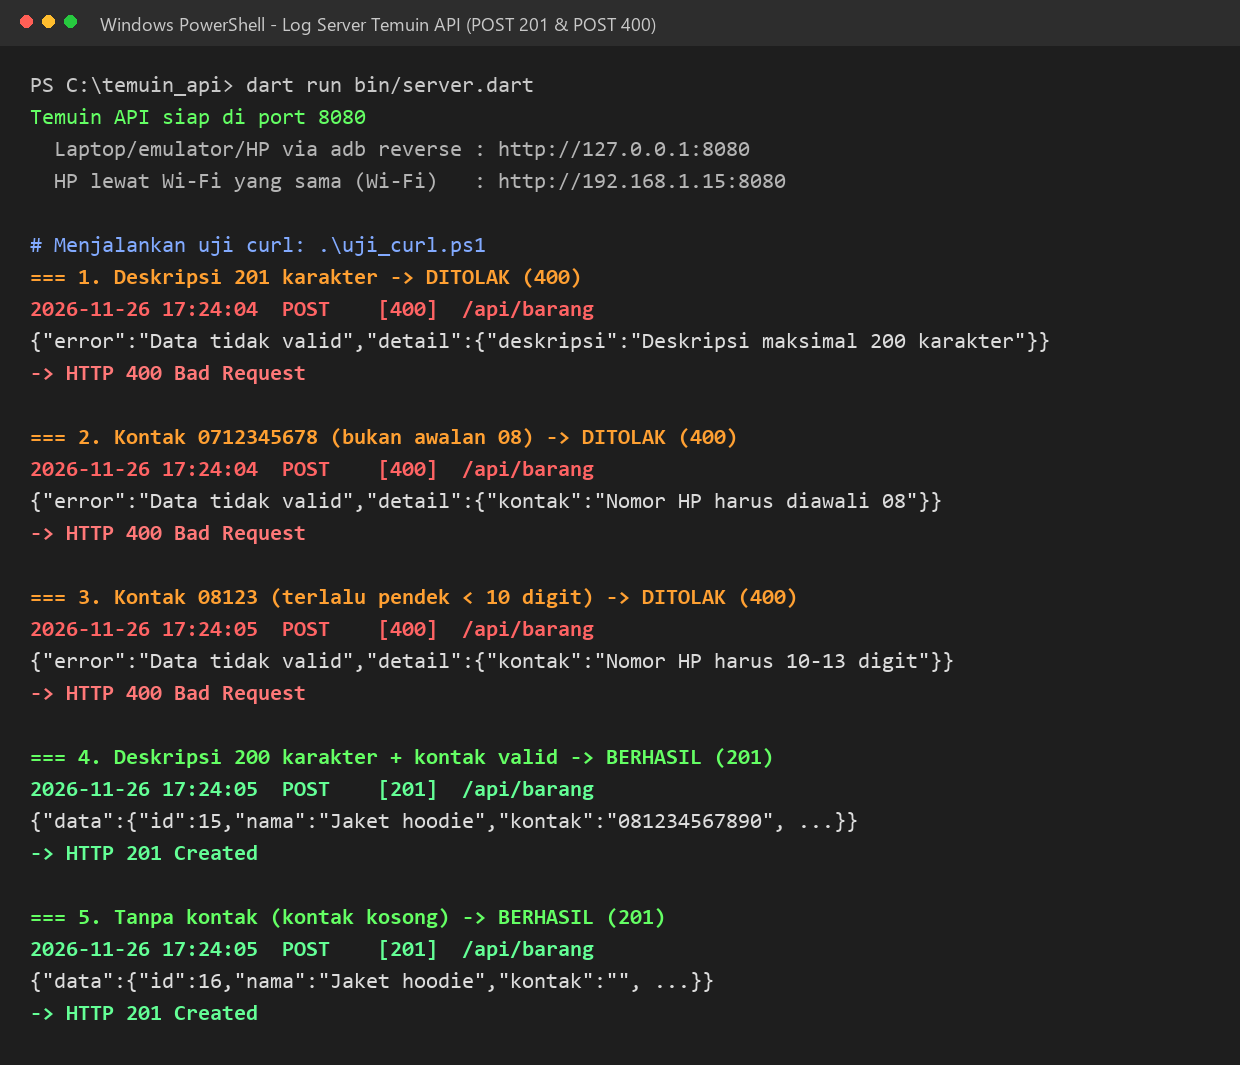 Windows PowerShell - Log Server Temuin API (POST 201 & POST 400)
PS C:\temuin_api> dart run bin/server.dart
Temuin API siap di port 8080
Laptop/emulator/HP via adb reverse : http://127.0.0.1:8080
HP lewat Wi-Fi yang sama (Wi-Fi)   : http://192.168.1.15:8080
# Menjalankan uji curl: .\uji_curl.ps1
=== 1. Deskripsi 201 karakter -> DITOLAK (400)
2026-11-26 17:24:04  POST    [400]  /api/barang
{"error":"Data tidak valid","detail":{"deskripsi":"Deskripsi maksimal 200 karakter"}}
-> HTTP 400 Bad Request
=== 2. Kontak 0712345678 (bukan awalan 08) -> DITOLAK (400)
2026-11-26 17:24:04  POST    [400]  /api/barang
{"error":"Data tidak valid","detail":{"kontak":"Nomor HP harus diawali 08"}}
-> HTTP 400 Bad Request
=== 3. Kontak 08123 (terlalu pendek < 10 digit) -> DITOLAK (400)
2026-11-26 17:24:05  POST    [400]  /api/barang
{"error":"Data tidak valid","detail":{"kontak":"Nomor HP harus 10-13 digit"}}
-> HTTP 400 Bad Request
=== 4. Deskripsi 200 karakter + kontak valid -> BERHASIL (201)
2026-11-26 17:24:05  POST    [201]  /api/barang
{"data":{"id":15,"nama":"Jaket hoodie","kontak":"081234567890", ...}}
-> HTTP 201 Created
=== 5. Tanpa kontak (kontak kosong) -> BERHASIL (201)
2026-11-26 17:24:05  POST    [201]  /api/barang
{"data":{"id":16,"nama":"Jaket hoodie","kontak":"", ...}}
-> HTTP 201 Created